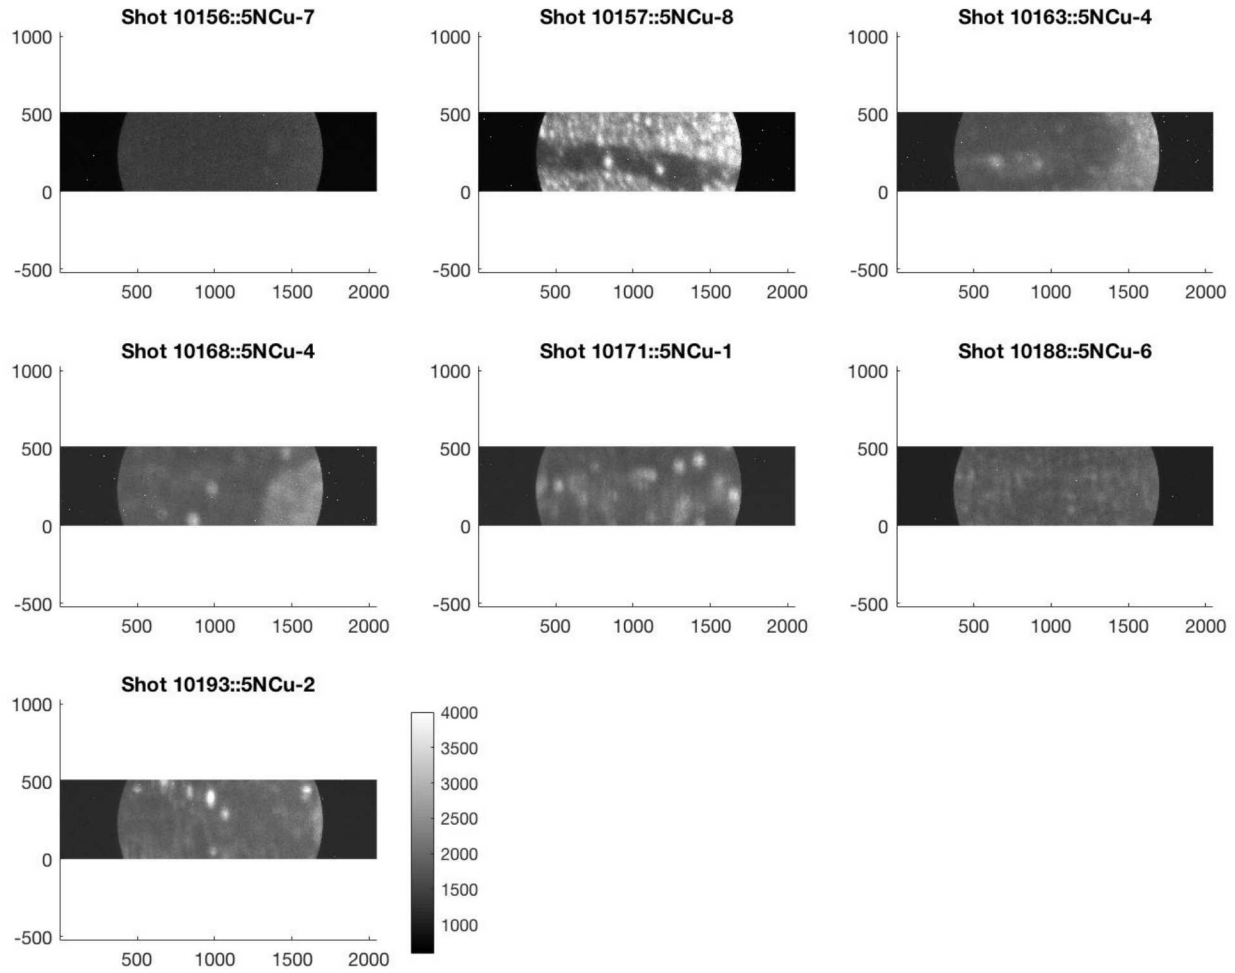 Shot 10156::5NCu-7
1000
500
0
-500
500 1000 1500 2000
Shot 10157::5NCu-8
1000
500
0
-500
500 1000 1500 2000
Shot 10163::5NCu-4
1000
500
0
-500
500 1000 1500 2000
Shot 10168::5NCu-4
1000
500
0
-500
500 1000 1500 2000
Shot 10171::5NCu-1
1000
500
0
-500
500 1000 1500 2000
Shot 10188::5NCu-6
1000
500
0
-500
500 1000 1500 2000
Shot 10193::5NCu-2
1000
500
0
-500
500 1000 1500 2000
4000
3500
3000
2500
2000
1500
1000